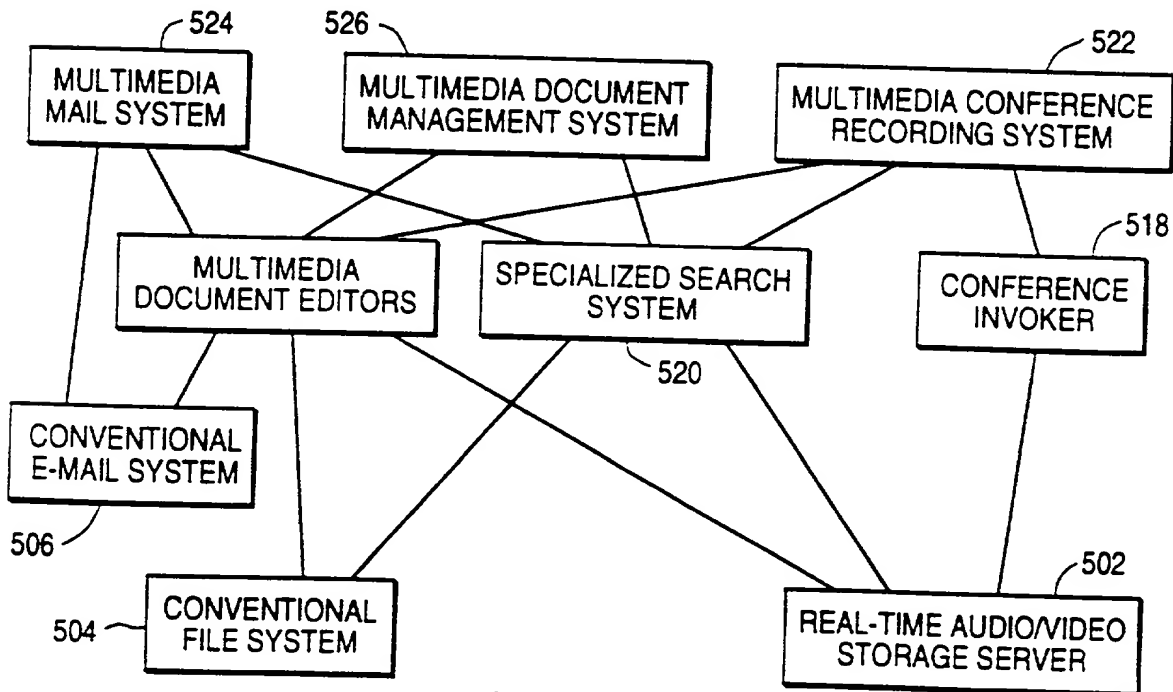 524
526
522
MULTIMEDIA
MAIL SYSTEM
MULTIMEDIA DOCUMENT
MANAGEMENT SYSTEM
MULTIMEDIA CONFERENCE
RECORDING SYSTEM
518
MULTIMEDIA
DOCUMENT EDITORS
SPECIALIZED SEARCH
SYSTEM
CONFERENCE
INVOKER
520
CONVENTIONAL
E-MAIL SYSTEM
506
502
504
CONVENTIONAL
FILE SYSTEM
REAL-TIME AUDIO/VIDEO
STORAGE SERVER